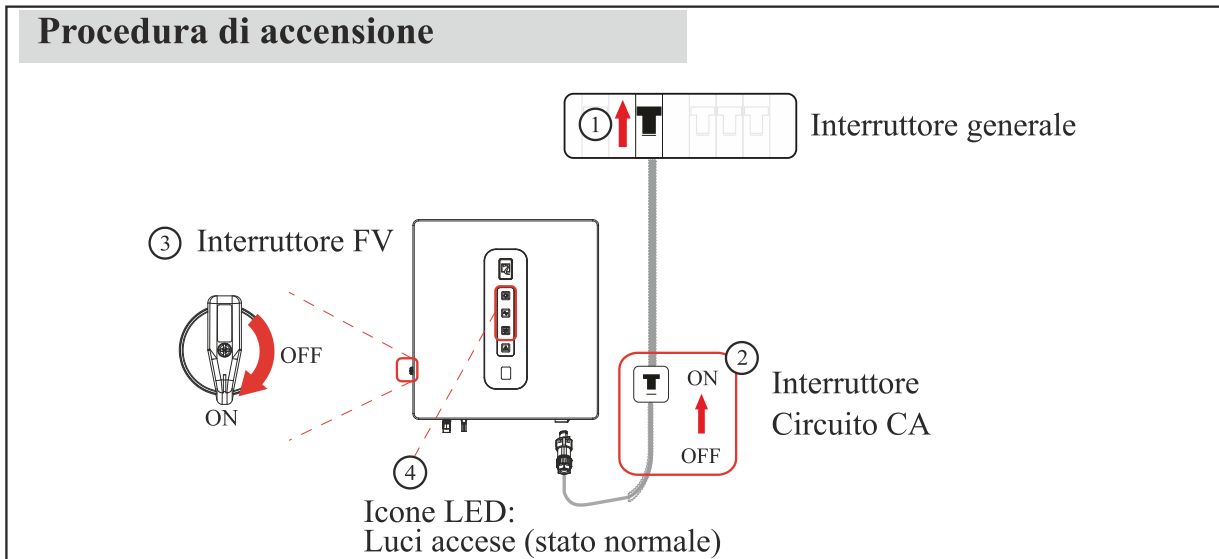 Procedura di accensione
1
Interruttore generale
3 Interruttore FV
OFF
ON
2
ON
OFF
Interruttore
Circuito CA
4
Icone LED:
Luci accese (stato normale)